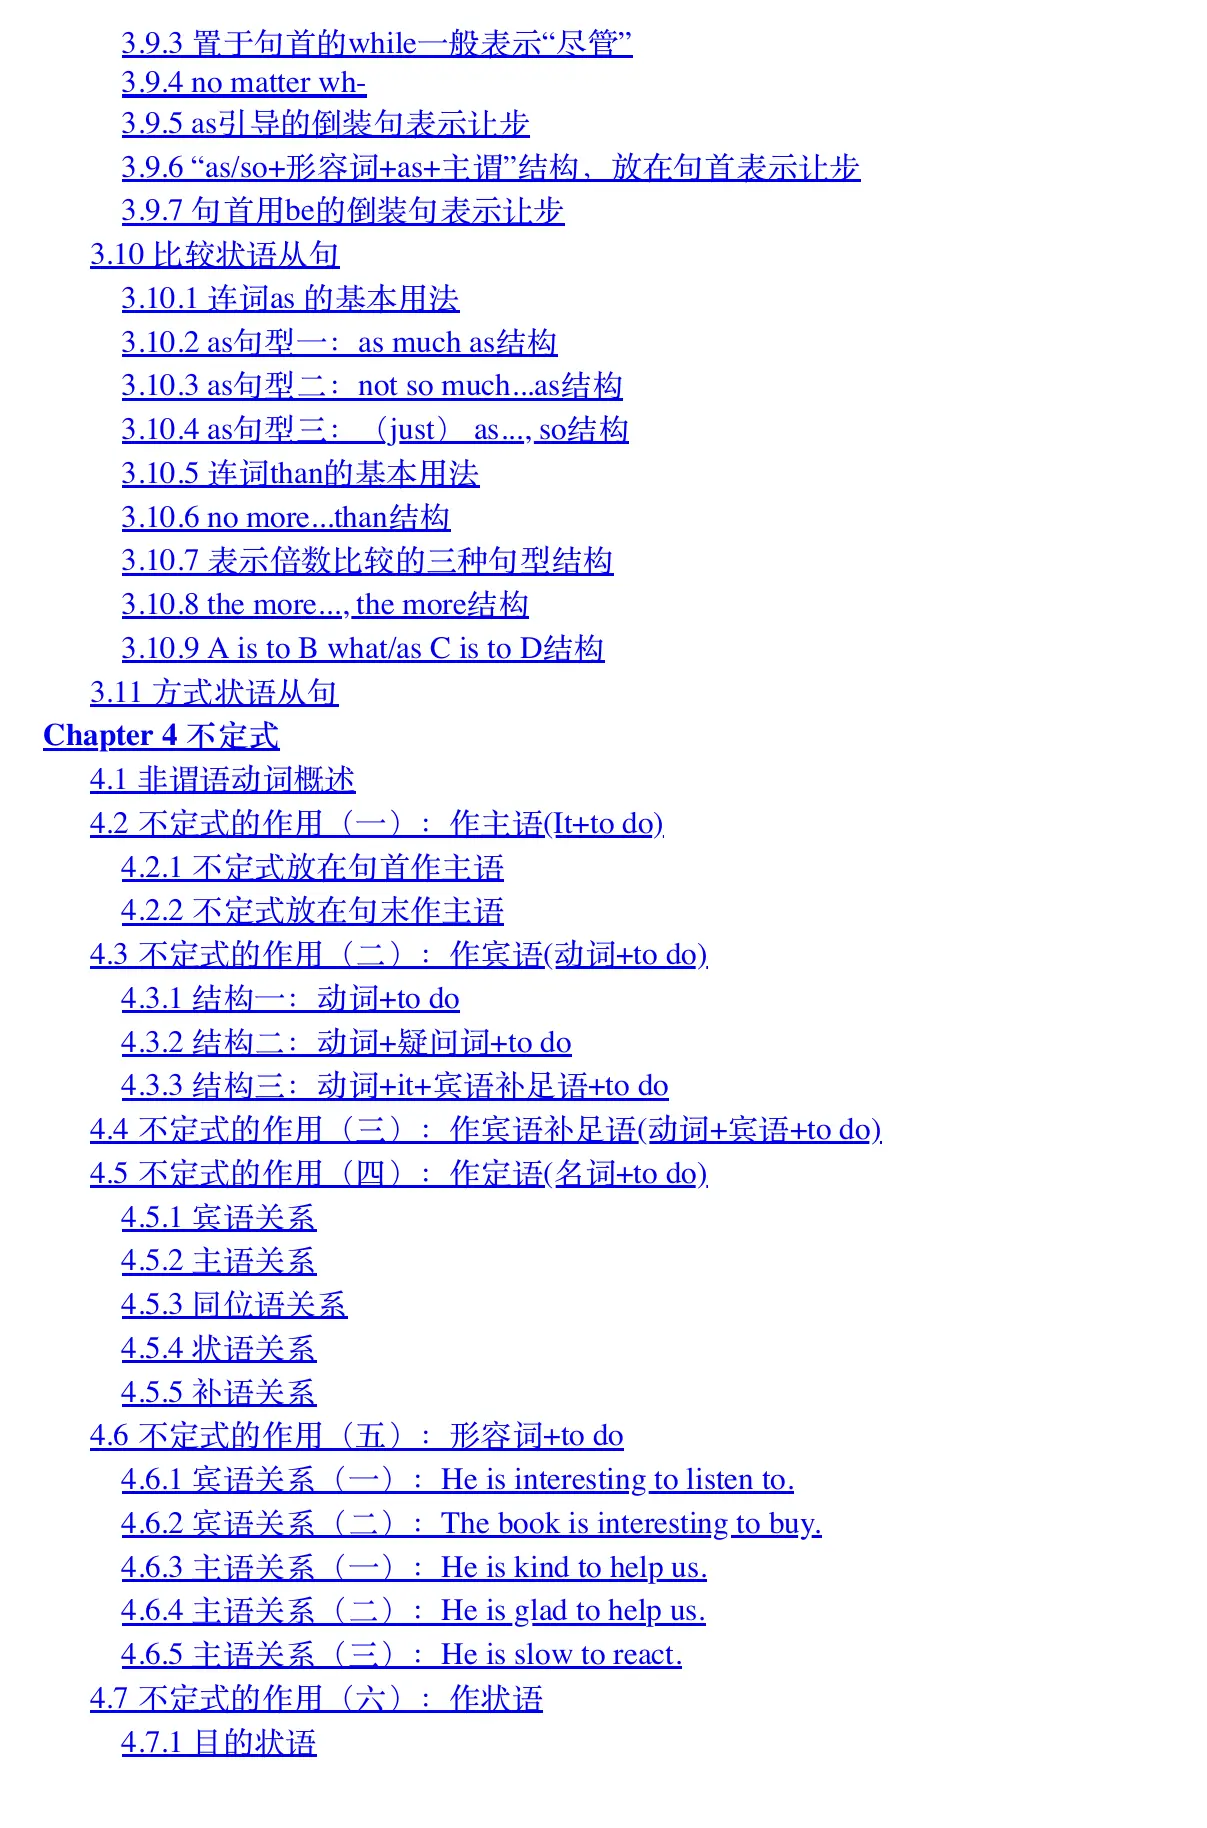 3.9.3 置于句首的while一般表示“尽管”
3.9.4 no matter wh-
3.9.5 as引导的倒装句表示让步
3.9.6 “as/so+形容词+as+主谓”结构，放在句首表示让步
3.9.7 句首用be的倒装句表示让步
3.10 比较状语从句
3.10.1 连词as 的基本用法
3.10.2 as句型一：as much as结构
3.10.3 as句型二：not so much...as结构
3.10.4 as句型三：（just） as..., so结构
3.10.5 连词than的基本用法
3.10.6 no more...than结构
3.10.7 表示倍数比较的三种句型结构
3.10.8 the more..., the more结构
3.10.9 A is to B what/as C is to D结构
3.11 方式状语从句
Chapter 4 不定式
4.1 非谓语动词概述
4.2 不定式的作用（一）：作主语(It+to do)
4.2.1 不定式放在句首作主语
4.2.2 不定式放在句末作主语
4.3 不定式的作用（二）：作宾语(动词+to do)
4.3.1 结构一：动词+to do
4.3.2 结构二：动词+疑问词+to do
4.3.3 结构三：动词+it+宾语补足语+to do
4.4 不定式的作用（三）：作宾语补足语(动词+宾语+to do)
4.5 不定式的作用（四）：作定语(名词+to do)
4.5.1 宾语关系
4.5.2 主语关系
4.5.3 同位语关系
4.5.4 状语关系
4.5.5 补语关系
4.6 不定式的作用（五）：形容词+to do
4.6.1 宾语关系（一）：He is interesting to listen to.
4.6.2 宾语关系（二）：The book is interesting to buy.
4.6.3 主语关系（一）：He is kind to help us.
4.6.4 主语关系（二）：He is glad to help us.
4.6.5 主语关系（三）：He is slow to react.
4.7 不定式的作用（六）：作状语
4.7.1 目的状语